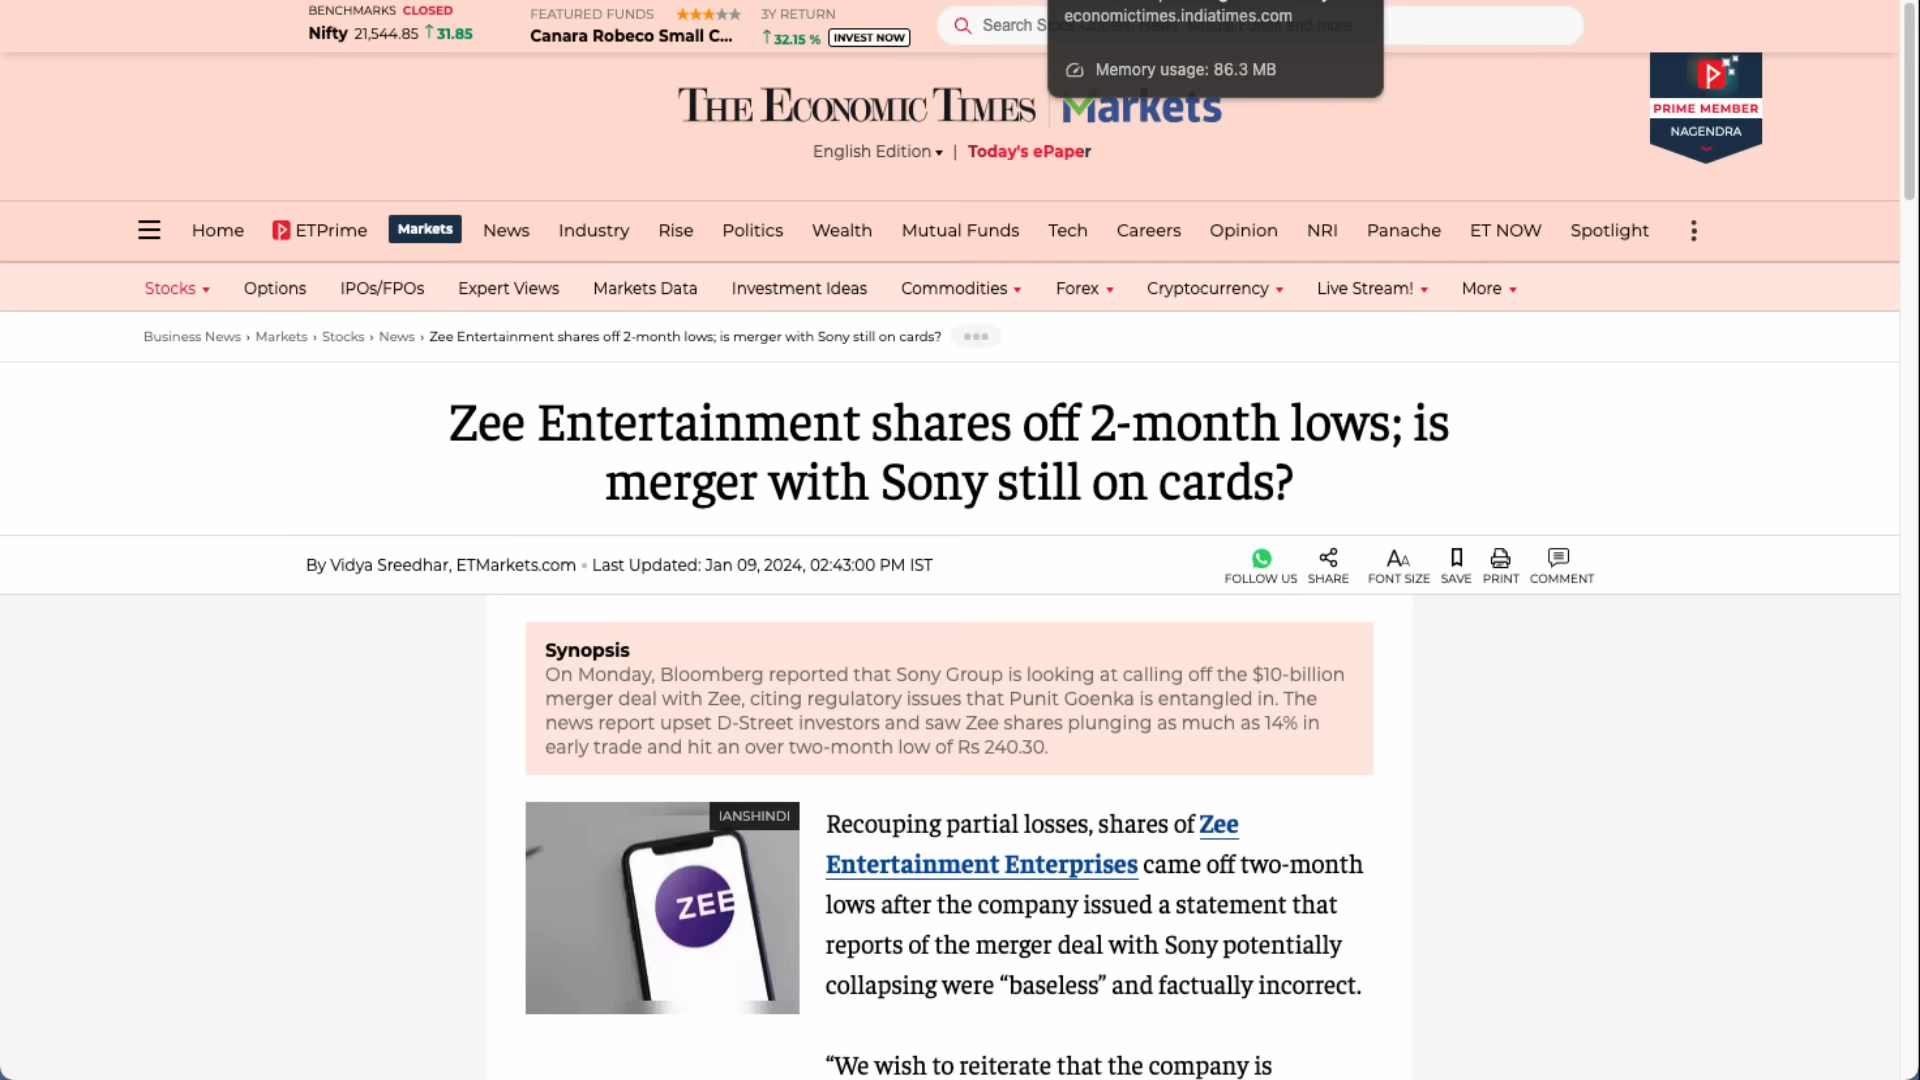 BENCHMARKS CLOSED
Nifty 21,544.85 31.85
FEATURED FUNDS
Canara Robeco Small C...
3Y RETURN
32.15 % INVEST NOW
Search
economictimes.indiatimes.com
Memory usage: 86.3 MB
THE ECONOMIC TIMES Markets
English Edition | Today's ePaper
PRIME MEMBER
NAGENDRA
Home ETPrime Markets News Industry Rise Politics Wealth Mutual Funds Tech Careers Opinion NRI Panache ET NOW Spotlight
Stocks Options IPOs/FPOs Expert Views Markets Data Investment Ideas Commodities Forex Cryptocurrency Live Stream! More
Business News › Markets › Stocks › News › Zee Entertainment shares off 2-month lows; is merger with Sony still on cards?
Zee Entertainment shares off 2-month lows; is
merger with Sony still on cards?
By Vidya Sreedhar, ETMarkets.com • Last Updated: Jan 09, 2024, 02:43:00 PM IST
FOLLOW US SHARE FONT SIZE SAVE PRINT COMMENT
Synopsis
On Monday, Bloomberg reported that Sony Group is looking at calling off the $10-billion
merger deal with Zee, citing regulatory issues that Punit Goenka is entangled in. The
news report upset D-Street investors and saw Zee shares plunging as much as 14% in
early trade and hit an over two-month low of Rs 240.30.
IANSHINDI
ZEE
Recouping partial losses, shares of Zee
Entertainment Enterprises came off two-month
lows after the company issued a statement that
reports of the merger deal with Sony potentially
collapsing were “baseless” and factually incorrect.
“We wish to reiterate that the company is